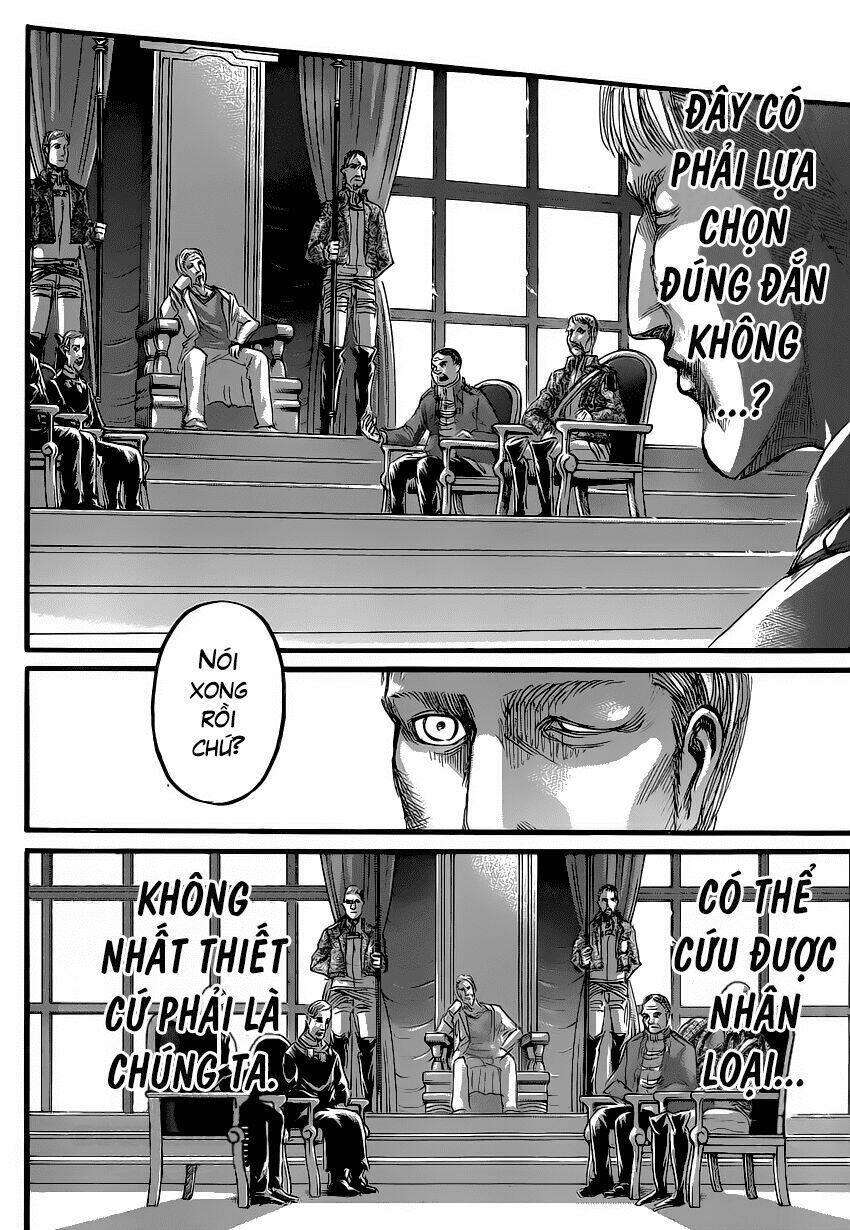 ĐÂY CÓ
PHẢI LỰA
CHỌN
ĐÚNG ĐẮN
KHÔNG
...?
NÓI
XONG
RỒI
CHỨ?
CÓ THỂ
CỨU ĐƯỢC
NHÂN
LOẠI...
KHÔNG
NHẤT THIẾT
CỨ PHẢI LÀ
CHÚNG TA.